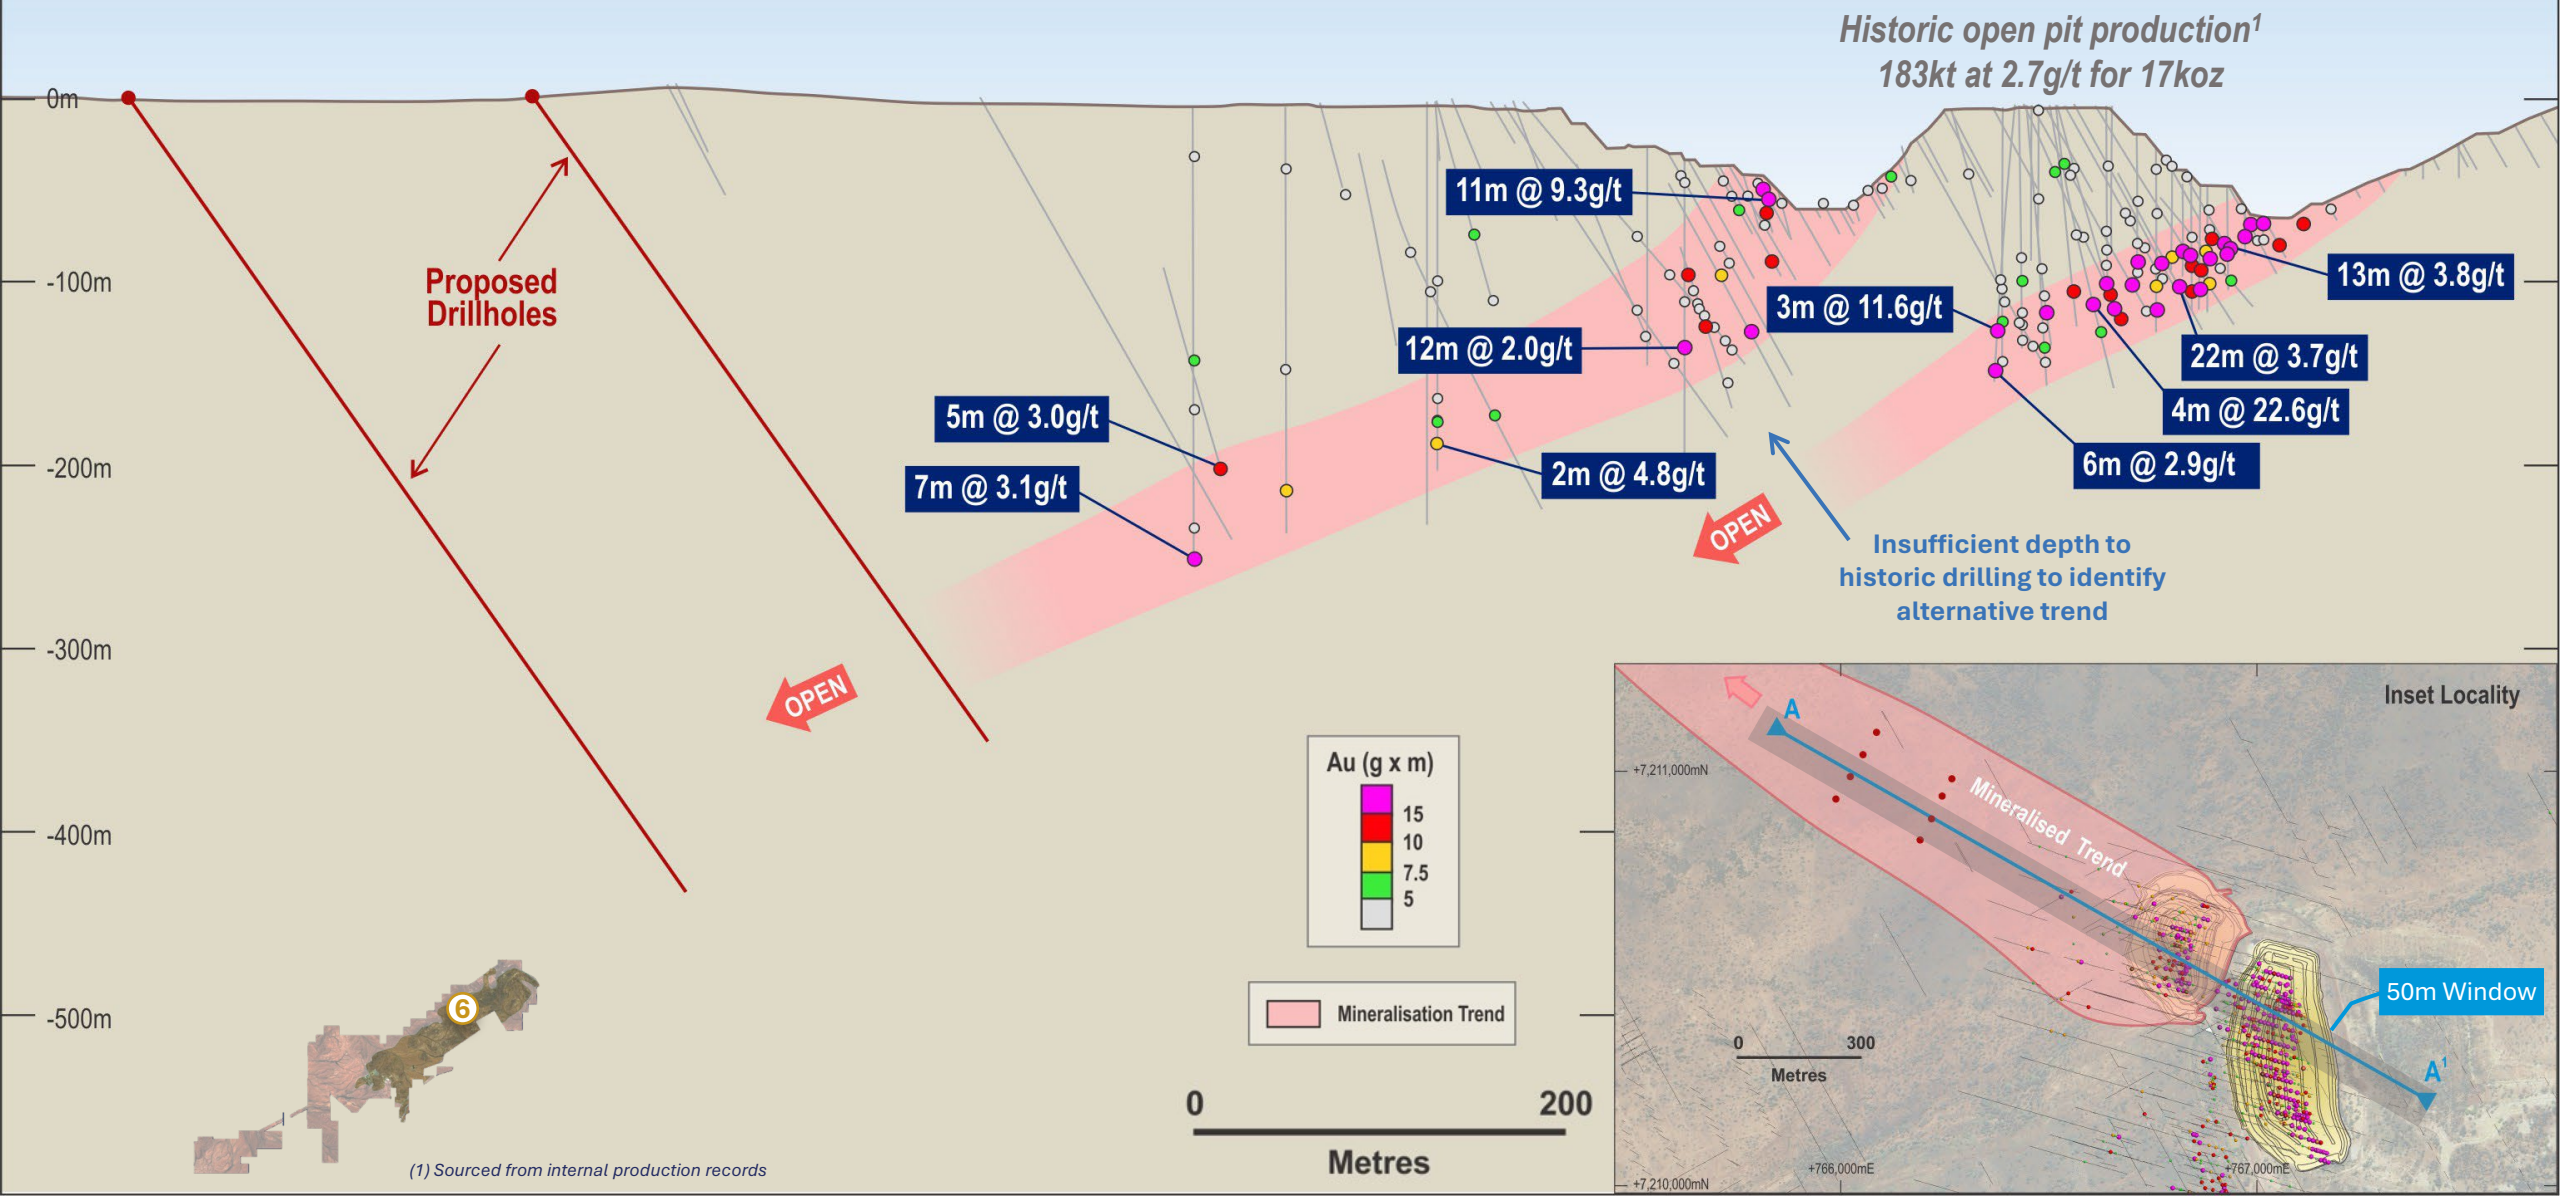 Historic open pit production1
183kt at 2.7g/t for 17koz
0m
-100m
-200m
-300m
-400m
-500m
Proposed
Drillholes
11m @ 9.3g/t
12m @ 2.0g/t
5m @ 3.0g/t
7m @ 3.1g/t
2m @ 4.8g/t
3m @ 11.6g/t
13m @ 3.8g/t
22m @ 3.7g/t
4m @ 22.6g/t
6m @ 2.9g/t
OPEN
OPEN
Insufficient depth to
historic drilling to identify
alternative trend
Au (g x m)
15
10
7.5
5
Mineralisation Trend
0 200
Metres
6
(1) Sourced from internal production records
Inset Locality
A
+7,211,000mN
Mineralised Trend
50m Window
0 300
Metres
A1
+766,000mE
+767,000mE
+7,210,000mN